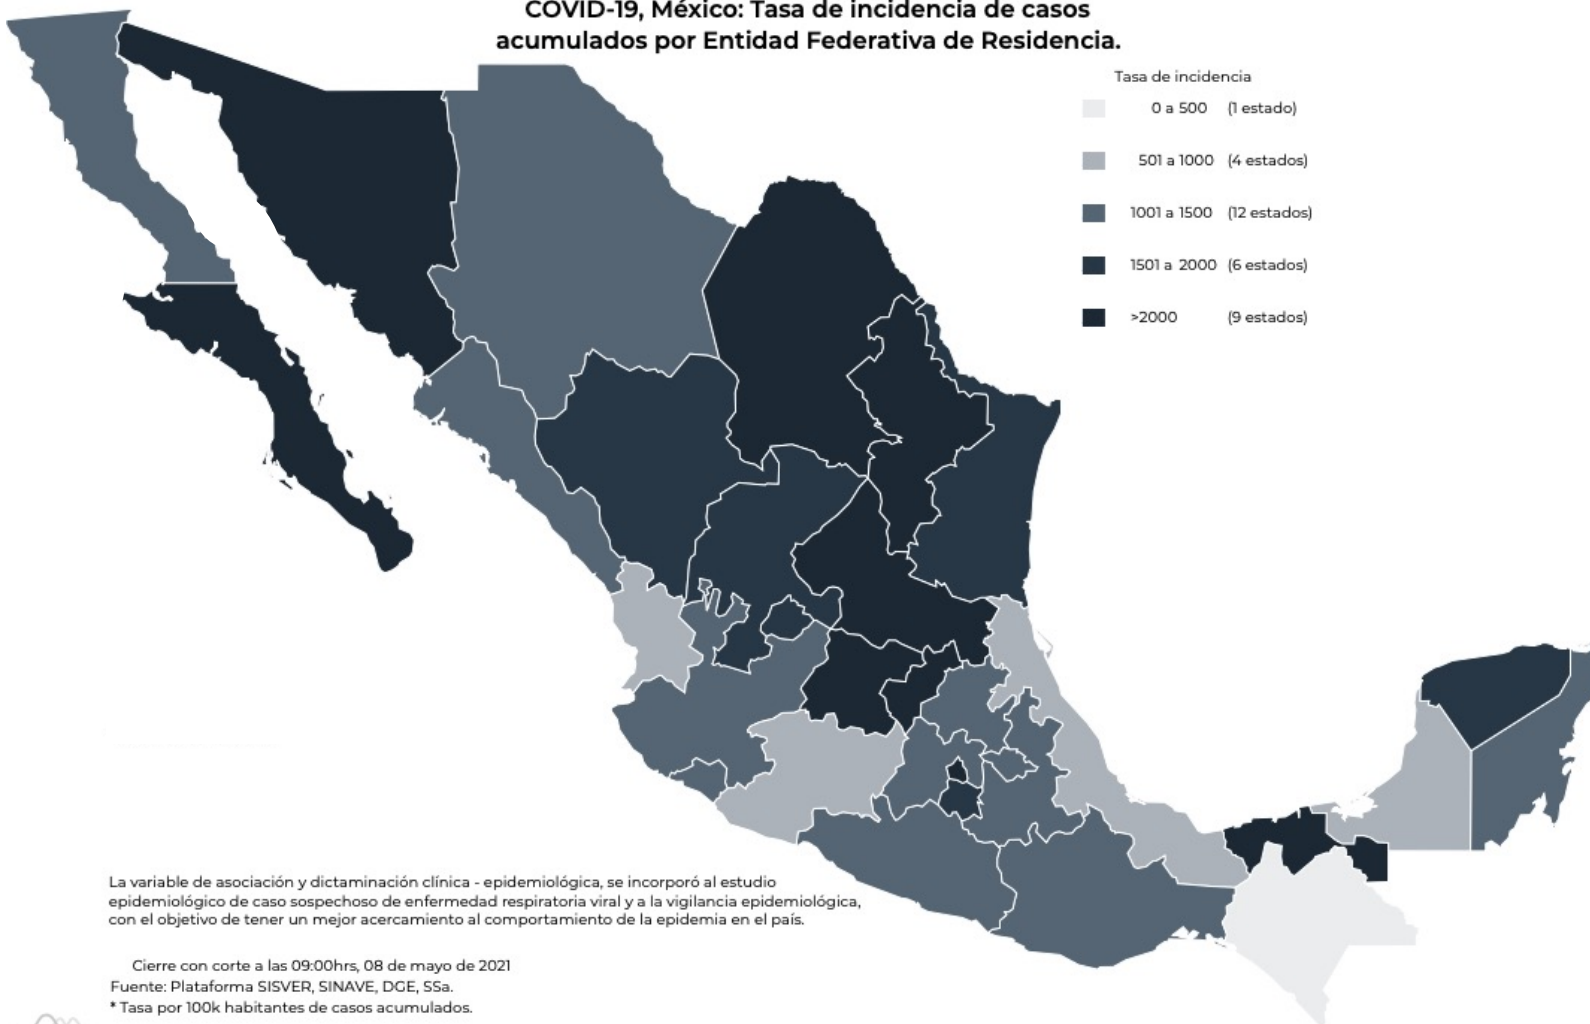 COVID-19, México: Tasa de incidencia de casos
acumulados por Entidad Federativa de Residencia.
Tasa de incidencia
0 a 500 (1 estado)
501 a 1000 (4 estados)
1001 a 1500 (12 estados)
1501 a 2000 (6 estados)
>2000 (9 estados)
La variable de asociación y dictaminación clínica - epidemiológica, se incorporó al estudio
epidemiológico de caso sospechoso de enfermedad respiratoria viral y a la vigilancia epidemiológica,
con el objetivo de tener un mejor acercamiento al comportamiento de la epidemia en el país.
Cierre con corte a las 09:00hrs, 08 de mayo de 2021
Fuente: Plataforma SISVER, SINAVE, DGE, SSa.
* Tasa por 100k habitantes de casos acumulados.